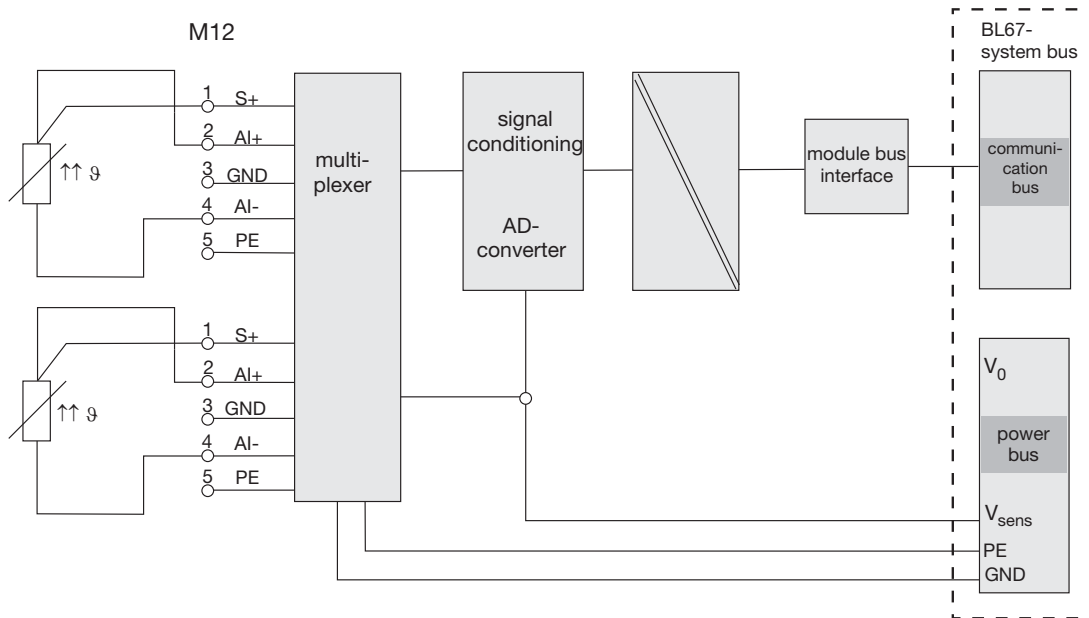 M12
BL67-
system bus
1 S+
2 AI+
3 GND
4 AI-
5 PE
↑↑ ϑ
multi-
plexer
signal
conditioning
AD-
converter
module bus
interface
communi-
cation
bus
1 S+
2 AI+
3 GND
4 AI-
5 PE
↑↑ ϑ
V0
power
bus
Vsens
PE
GND